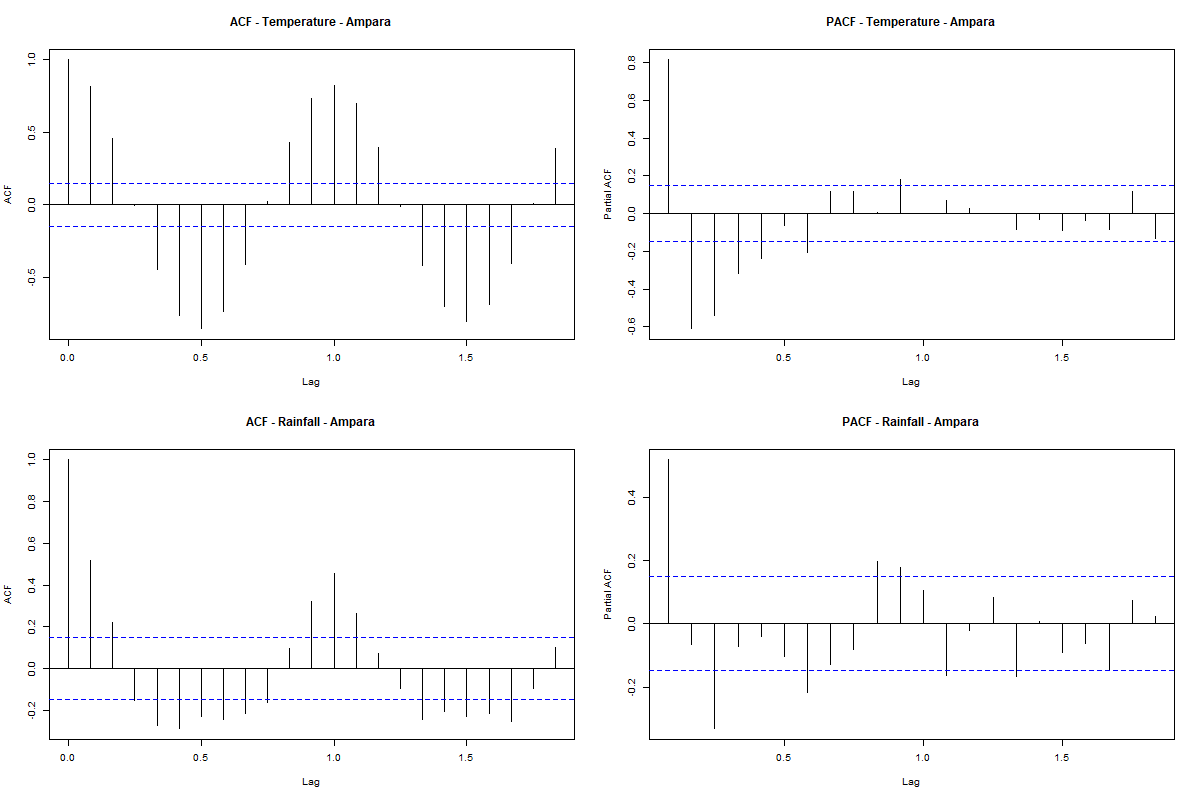 ACF - Temperature - Ampara
1.0
0.5
0.0
-0.5
ACF
0.0 0.5 1.0 1.5
Lag
PACF - Temperature - Ampara
0.8
0.6
0.4
0.2
0.0
-0.2
-0.4
-0.6
Partial ACF
0.5 1.0 1.5
Lag
ACF - Rainfall - Ampara
1.0
0.8
0.6
0.4
0.2
0.0
-0.2
ACF
0.0 0.5 1.0 1.5
Lag
PACF - Rainfall - Ampara
0.4
0.2
0.0
-0.2
Partial ACF
0.5 1.0 1.5
Lag